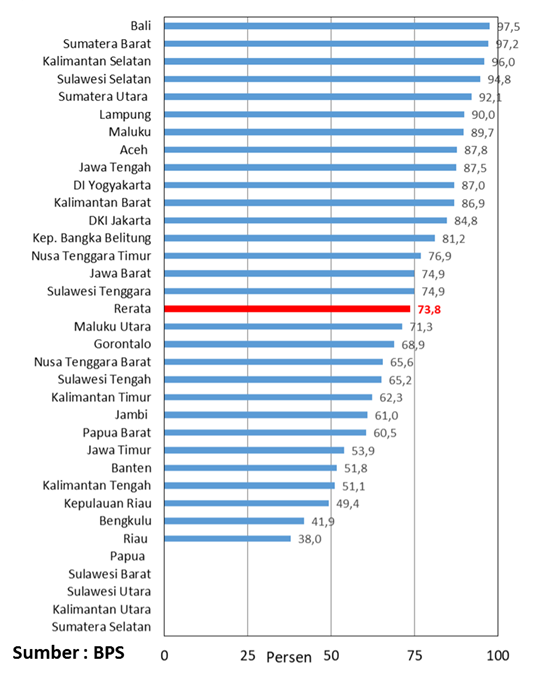 Bali 97,5
Sumatera Barat 97,2
Kalimantan Selatan 96,0
Sulawesi Selatan 94,8
Sumatera Utara 92,1
Lampung 90,0
Maluku 89,7
Aceh 87,8
Jawa Tengah 87,5
DI Yogyakarta 87,0
Kalimantan Barat 86,9
DKI Jakarta 84,8
Kep. Bangka Belitung 81,2
Nusa Tenggara Timur 76,9
Jawa Barat 74,9
Sulawesi Tenggara 74,9
Rerata 73,8
Maluku Utara 71,3
Gorontalo 68,9
Nusa Tenggara Barat 65,6
Sulawesi Tengah 65,2
Kalimantan Timur 62,3
Jambi 61,0
Papua Barat 60,5
Jawa Timur 53,9
Banten 51,8
Kalimantan Tengah 51,1
Kepulauan Riau 49,4
Bengkulu 41,9
Riau 38,0
Papua
Sulawesi Barat
Sulawesi Utara
Kalimantan Utara
Sumatera Selatan
0 25 50 75 100
Sumber : BPS Persen